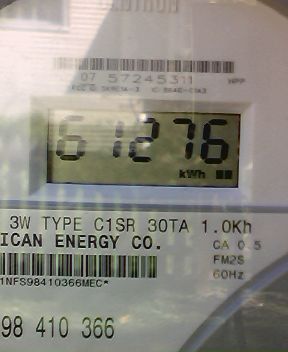 CENTRON
07 57245311
61276
kWh
3W TYPE C1SR 30TA 1.0Kh
ICAN ENERGY CO.
CA 0.5
FM2S
60Hz
1NFS98410366MEC*
98 410 366